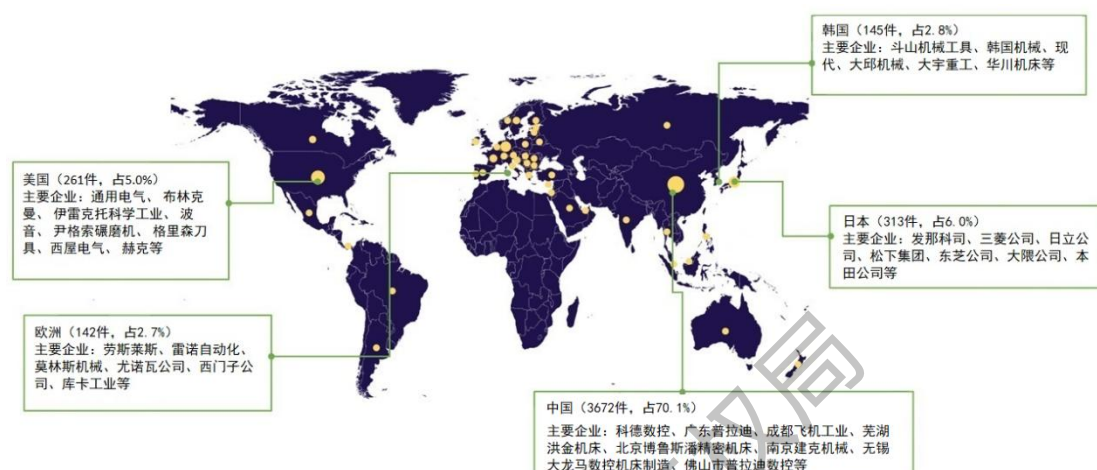 韩国（145件，占2.8%）
主要企业：斗山机械工具、韩国机械、现
代、大邱机械、大宇重工、华川机床等
美国（261件，占5.0%）
主要企业：通用电气、 布林克
曼、 伊雷克托科学工业、 波
音、 尹格索碾磨机、 格里森刀
具、西屋电气、 赫克等
日本（313件，占6.0%）
主要企业：发那科司、三菱公司、日立公
司、松下集团、东芝公司、大隈公司、本
田公司等
欧洲（142件，占2.7%）
主要企业：劳斯莱斯、雷诺自动化、
莫林斯机械、尤诺瓦公司、西门子公
司、库卡工业等
中国（3672件，占70.1%）
主要企业：科德数控、广东普拉迪、成都飞机工业、芜湖
洪金机床、北京博鲁斯潘精密机床、南京建克机械、无锡
大龙马数控机床制造、佛山市普拉迪数控等
权局